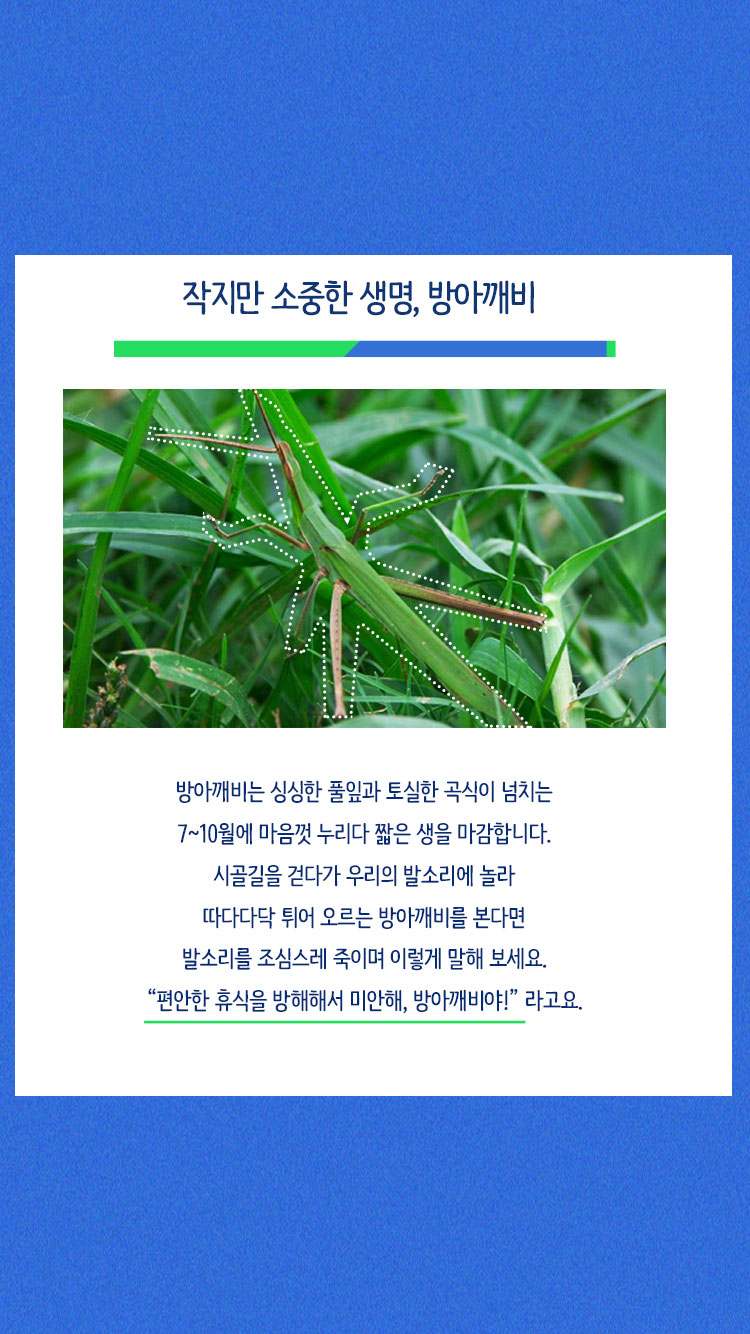 작지만 소중한 생명, 방아깨비
방아깨비는 싱싱한 풀잎과 토실한 곡식이 넘치는
7~10월에 마음껏 누리다 짧은 생을 마감합니다.
시골길을 걷다가 우리의 발소리에 놀라
따다다닥 튀어 오르는 방아깨비를 본다면
발소리를 조심스레 죽이며 이렇게 말해 보세요.
“편안한 휴식을 방해해서 미안해, 방아깨비야!” 라고요.